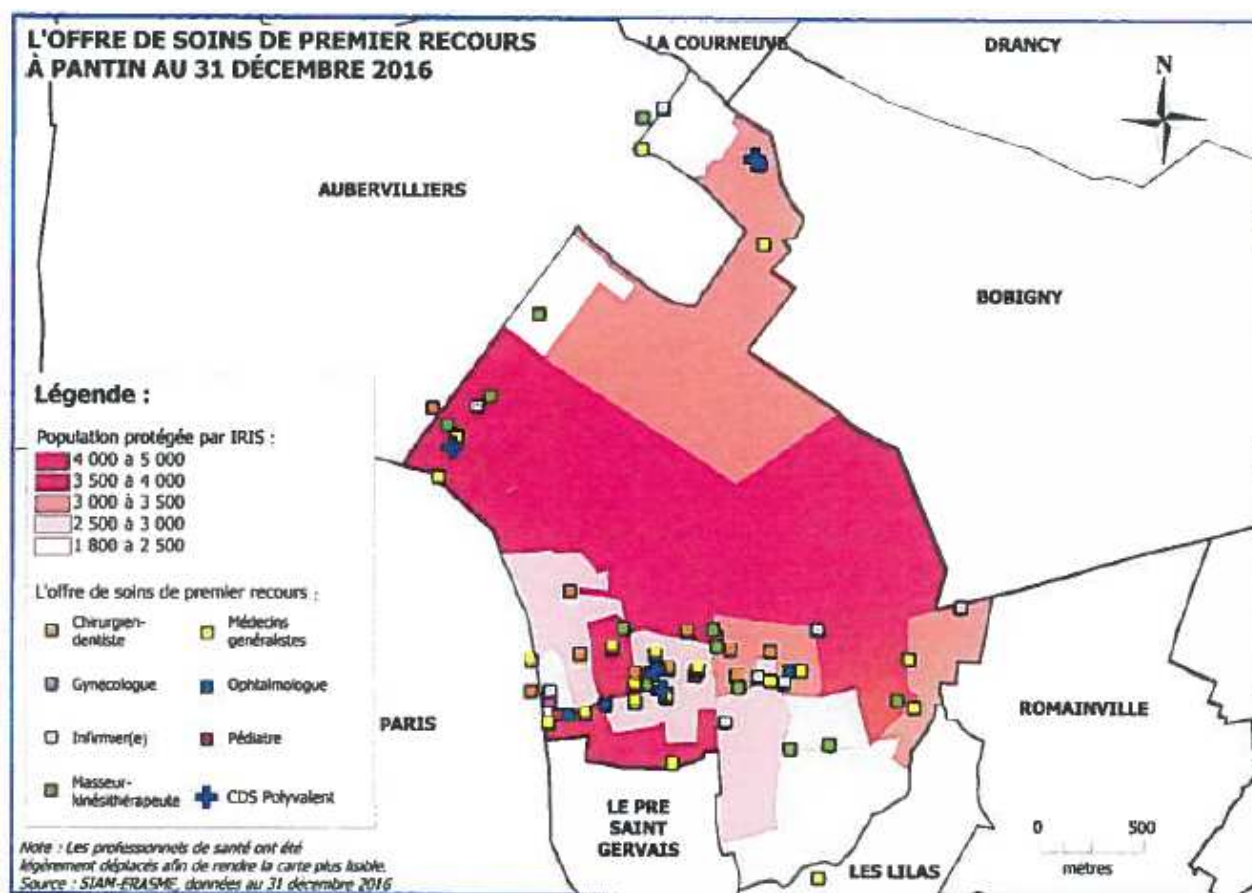 L'OFFRE DE SOINS DE PREMIER RECOURS
À PANTIN AU 31 DÉCEMBRE 2016
LA COURNEUVE
DRANCY
N
AUBERVILLIERS
BOBIGNY
Légende :
Population protégée par IRIS :
4 000 à 5 000
3 500 à 4 000
3 000 à 3 500
2 500 à 3 000
1 800 à 2 500
L'offre de soins de premier recours :
Chirurgien-
dentiste
Médecins
généralistes
Gynécologue
Ophtalmologue
Infirmier(e)
Pédiatre
Masseur-
kinésithérapeute
CDS Polyvalent
PARIS
ROMAINVILLE
LE PRE
SAINT
GERVAIS
LES LILAS
0 500
mètres
Note : Les professionnels de santé ont été
légèrement déplacés afin de rendre la carte plus lisible.
Source : SIAM-ERASME, données au 31 décembre 2016